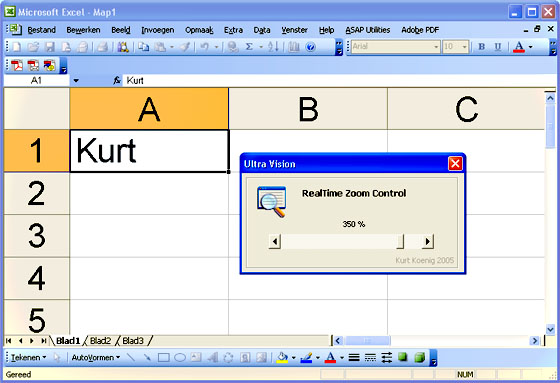 Microsoft Excel - Map1
Bestand Bewerken Beeld Invoegen Opmaak Extra Data Venster Help ASAP Utilities Adobe PDF
Arial 10 B U A
A1 fx Kurt
A B C
1 Kurt
2
3
4
5
Ultra Vision
RealTime Zoom Control
350 %
Kurt Koenig 2005
Blad1 Blad2 Blad3
Tekenen AutoVormen A
Gereed NUM